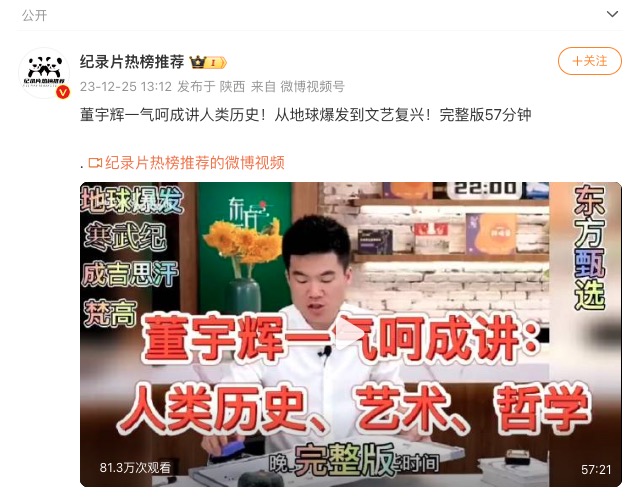 公开
纪录片热榜推荐
+关注
23-12-25 13:12 发布于 陕西 来自 微博视频号
董宇辉一气呵成讲人类历史！从地球爆发到文艺复兴！完整版57分钟
. 纪录片热榜推荐的微博视频
地球爆发
寒武纪
成吉思汗
梵高
东方
22:00
东方甄选
董宇辉一气呵成讲：
人类历史、艺术、哲学
完整版
时间
81.3万次观看
57:21